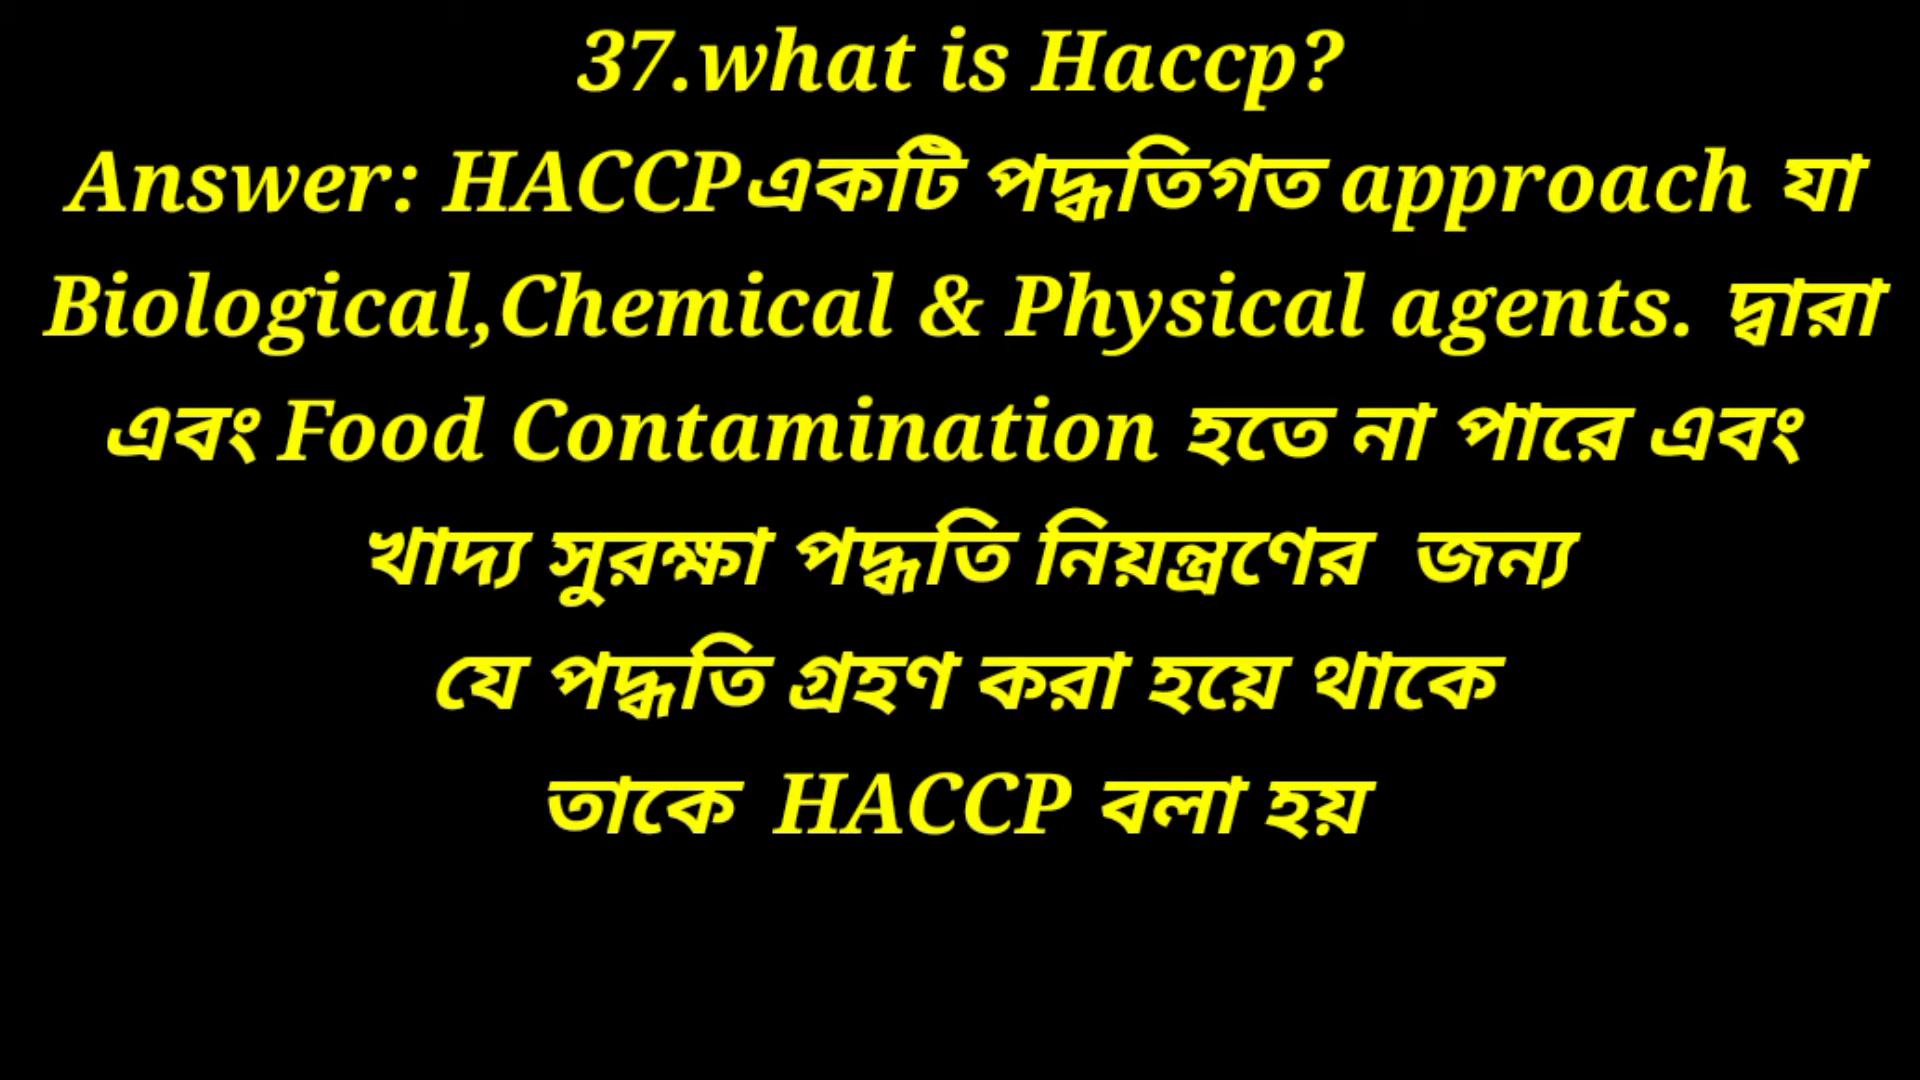 37.what is Haccp?
Answer: HACCPএকটি পদ্ধতিগত approach যা
Biological,Chemical & Physical agents. দ্বারা
এবং Food Contamination হতে না পারে এবং
খাদ্য সুরক্ষা পদ্ধতি নিয়ন্ত্রণের জন্য
যে পদ্ধতি গ্রহণ করা হয়ে থাকে
তাকে HACCP বলা হয়